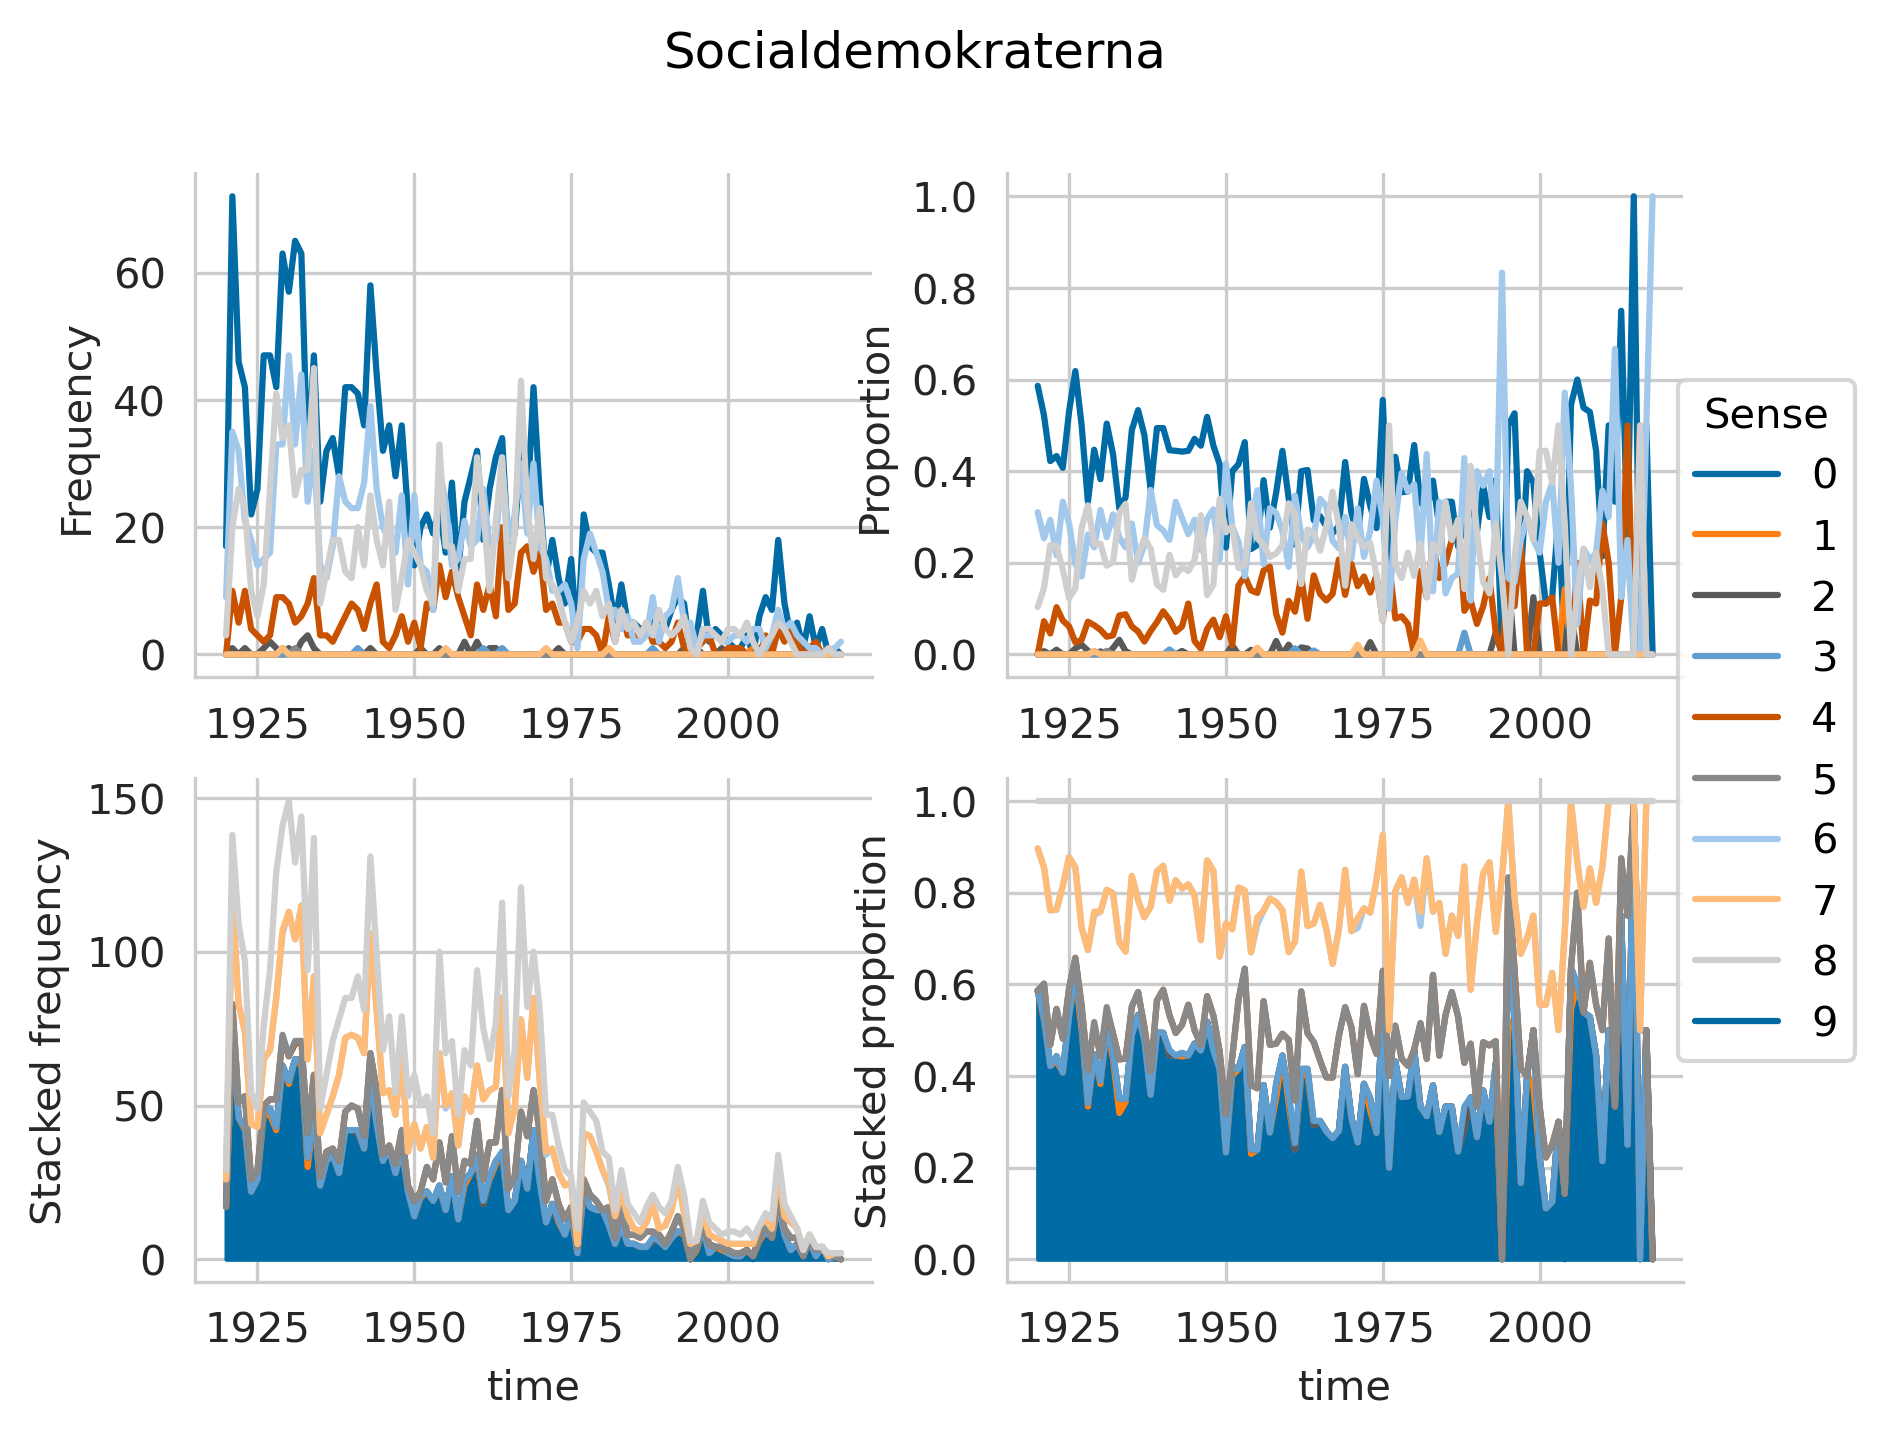 Socialdemokraterna
Frequency
60
40
20
0
1925 1950 1975 2000
Proportion
1.0
0.8
0.6
0.4
0.2
0.0
1925 1950 1975 2000
Stacked frequency
150
100
50
0
1925 1950 1975 2000
time
Stacked proportion
1.0
0.8
0.6
0.4
0.2
0.0
1925 1950 1975 2000
time
Sense
0
1
2
3
4
5
6
7
8
9